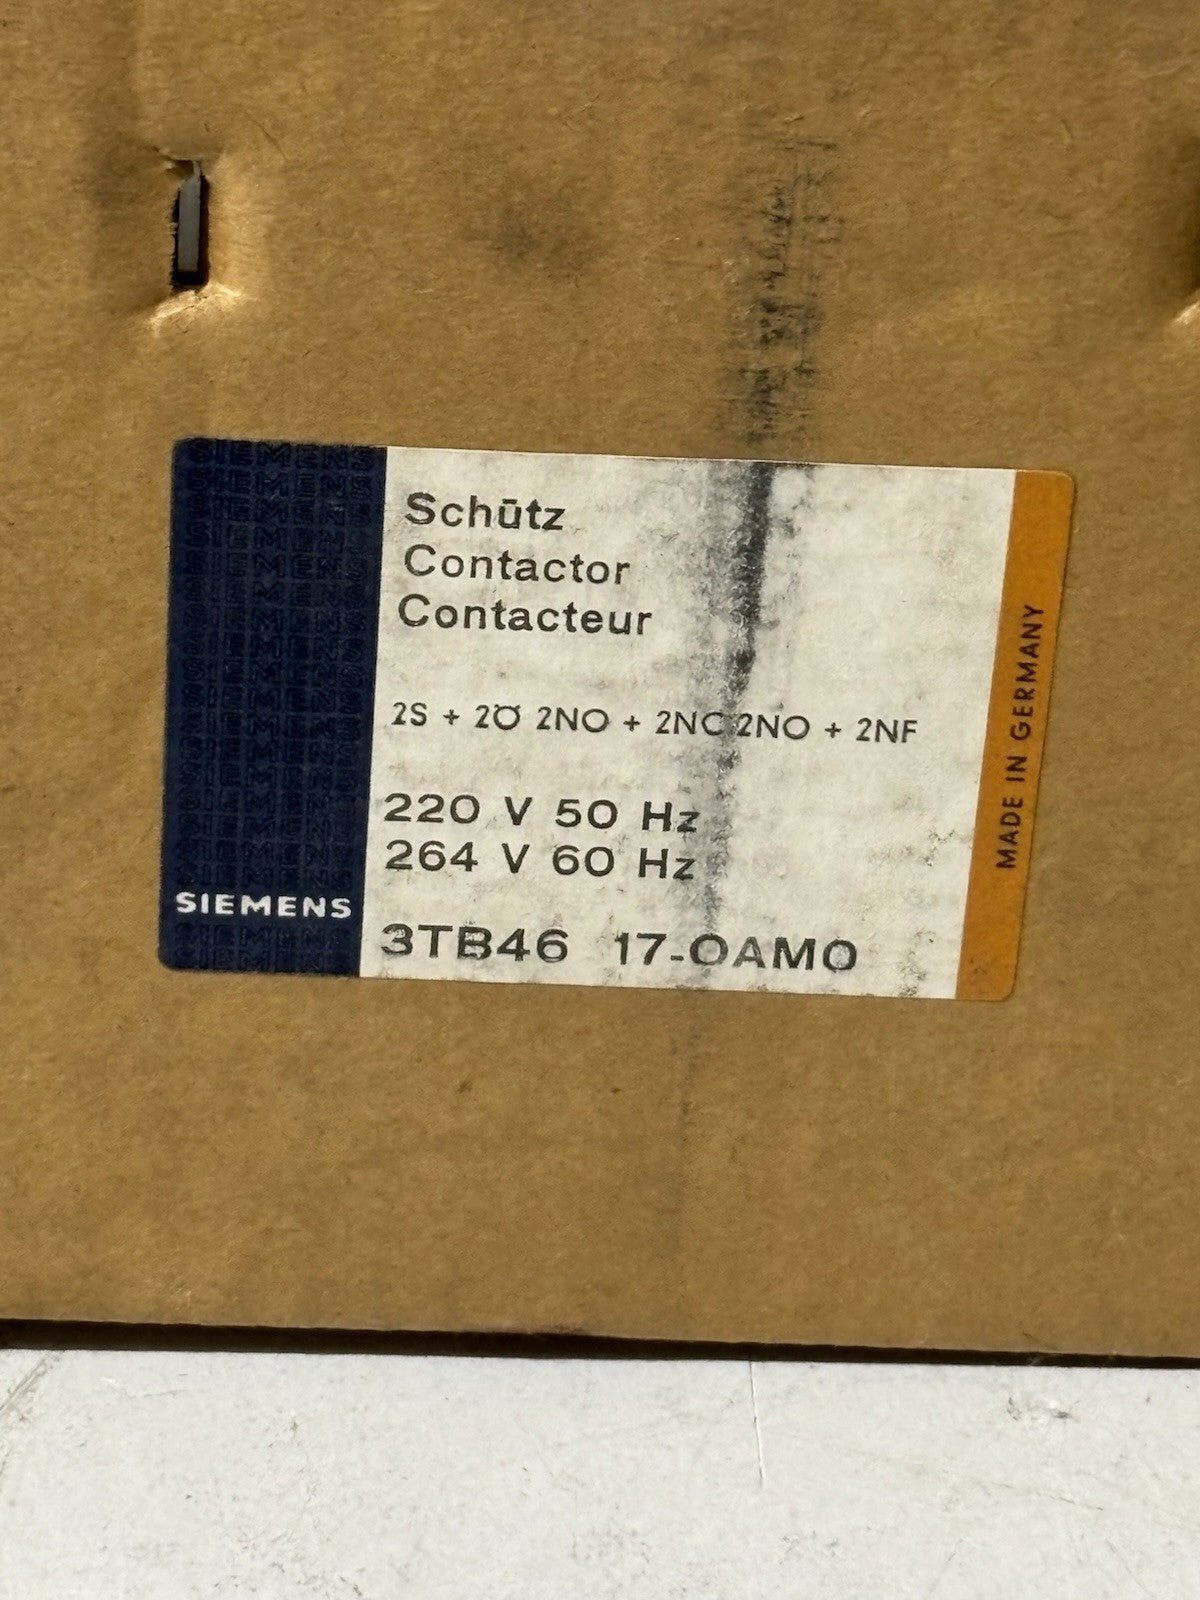 Schütz
Contactor
Contacteur
2S + 2Ö 2NO + 2NC 2NO + 2NF
220 V 50 Hz
264 V 60 Hz
3TB46 17-0AM0
SIEMENS
MADE IN GERMANY